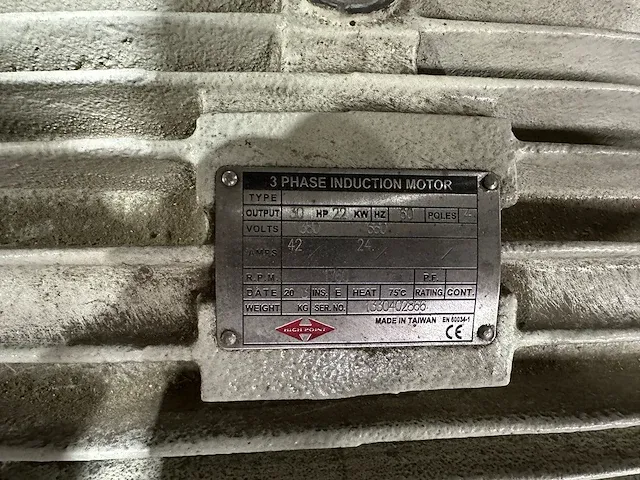 3 PHASE INDUCTION MOTOR
TYPE
OUTPUT 30 HP 22 KW HZ POLES 4
VOLTS 380
AMPS 42 24
R.P.M. P.F.
DATE 20 INS. E HEAT 75°C RATING CONT.
WEIGHT KG SER.NO. 1330402866
HIGH POINT MADE IN TAIWAN EN 60034-1 CE